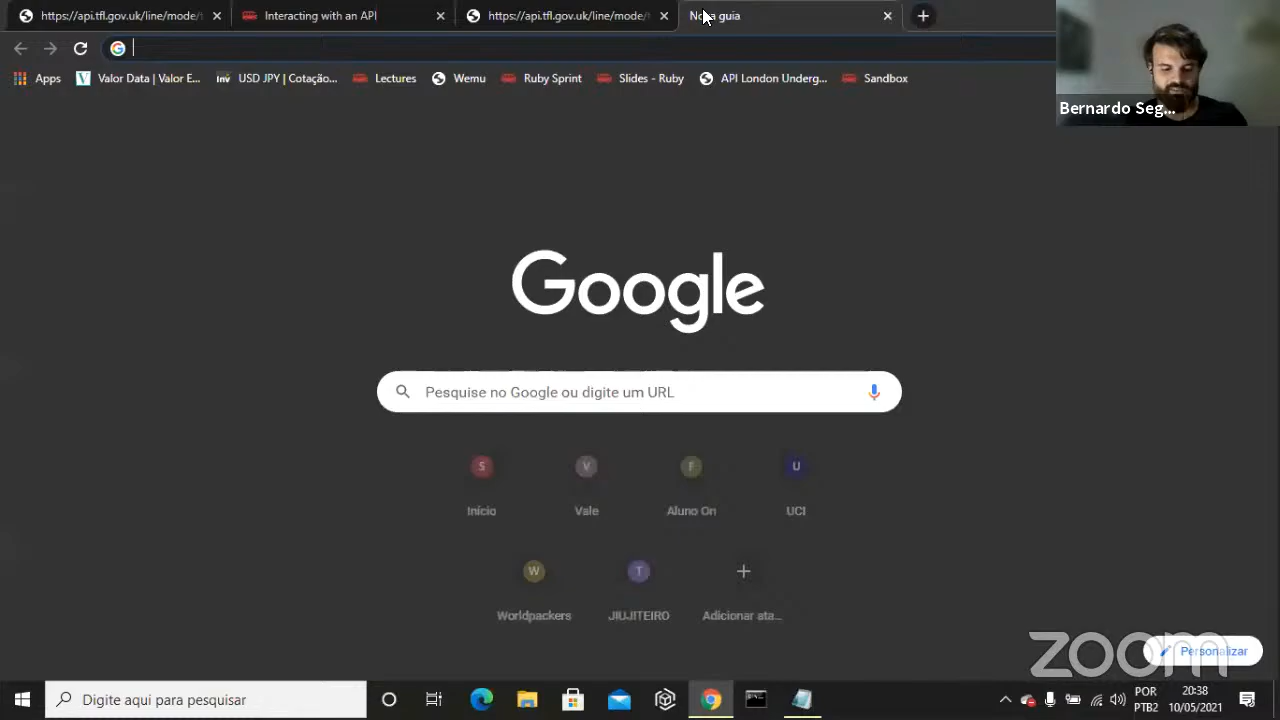 https://api.tfl.gov.uk/line/mode/t
Interacting with an API
https://api.tfl.gov.uk/line/mode/t
guia
Apps
Valor Data | Valor E...
USD JPY | Cotação...
Lectures
Wemu
Ruby Sprint
Slides - Ruby
API London Underg...
Sandbox
Bernardo Seg...
Google
Pesquise no Google ou digite um URL
S
V
F
U
Início
Vale
Aluno On
UCI
W
T
Worldpackers
JIUJITEIRO
Adicionar ata...
zoom
Personalizar
Digite aqui para pesquisar
POR
PTB2
20:38
10/05/2021